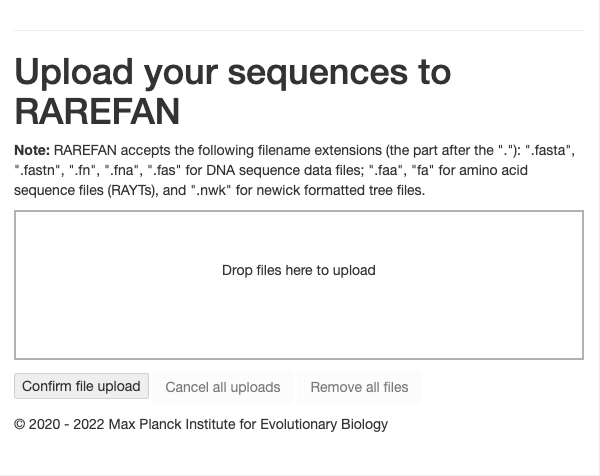 Upload your sequences to
RAREFAN
Note: RAREFAN accepts the following filename extensions (the part after the "."): ".fasta",
".fastn", ".fn", ".fna", ".fas" for DNA sequence data files; ".faa", "fa" for amino acid
sequence files (RAYTs), and ".nwk" for newick formatted tree files.
Drop files here to upload
Confirm file upload Cancel all uploads Remove all files
© 2020 - 2022 Max Planck Institute for Evolutionary Biology